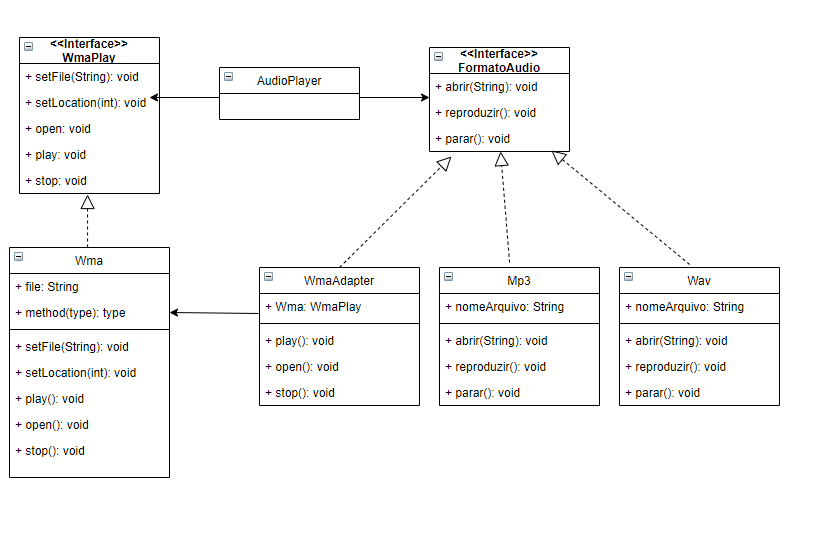 <<Interface>>
WmaPlay
+ setFile(String): void
+ setLocation(int): void
+ open: void
+ play: void
+ stop: void
AudioPlayer
<<Interface>>
FormatoAudio
+ abrir(String): void
+ reproduzir(): void
+ parar(): void
Wma
+ file: String
+ method(type): type
+ setFile(String): void
+ setLocation(int): void
+ play(): void
+ open(): void
+ stop(): void
WmaAdapter
+ Wma: WmaPlay
+ play(): void
+ open(): void
+ stop(): void
Mp3
+ nomeArquivo: String
+ abrir(String): void
+ reproduzir(): void
+ parar(): void
Wav
+ nomeArquivo: String
+ abrir(String): void
+ reproduzir(): void
+ parar(): void